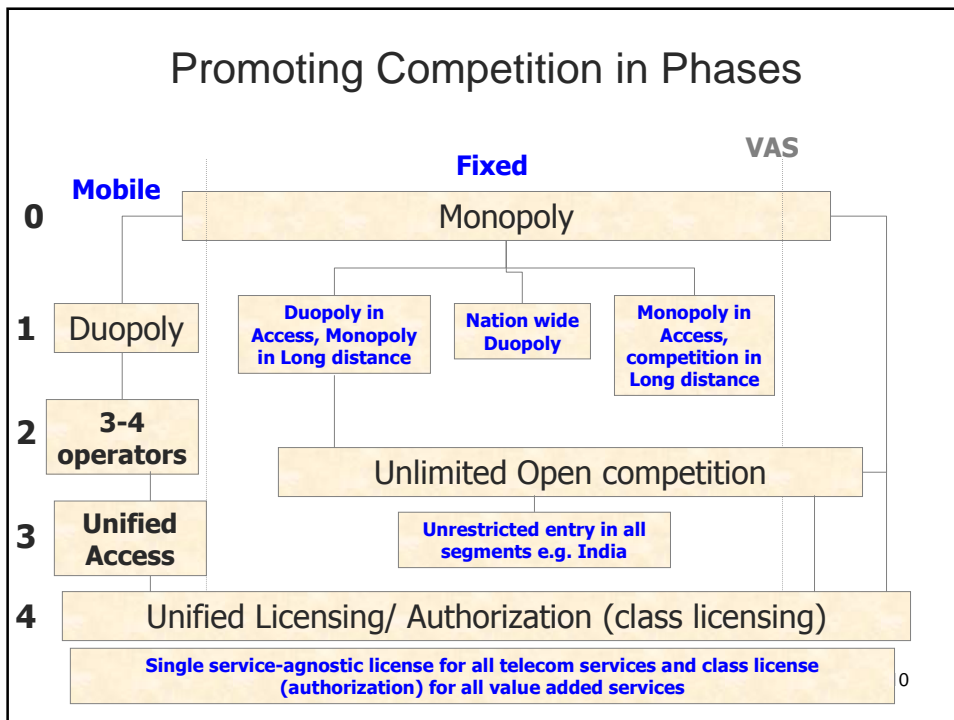 Promoting Competition in Phases
VAS
Fixed
Mobile
0
Monopoly
1
Duopoly
Duopoly in
Access, Monopoly
in Long distance
Nation wide
Duopoly
Monopoly in
Access,
competition in
Long distance
2
3-4
operators
Unlimited Open competition
3
Unified
Access
Unrestricted entry in all
segments e.g. India
4
Unified Licensing/ Authorization (class licensing)
Single service-agnostic license for all telecom services and class license
(authorization) for all value added services
0